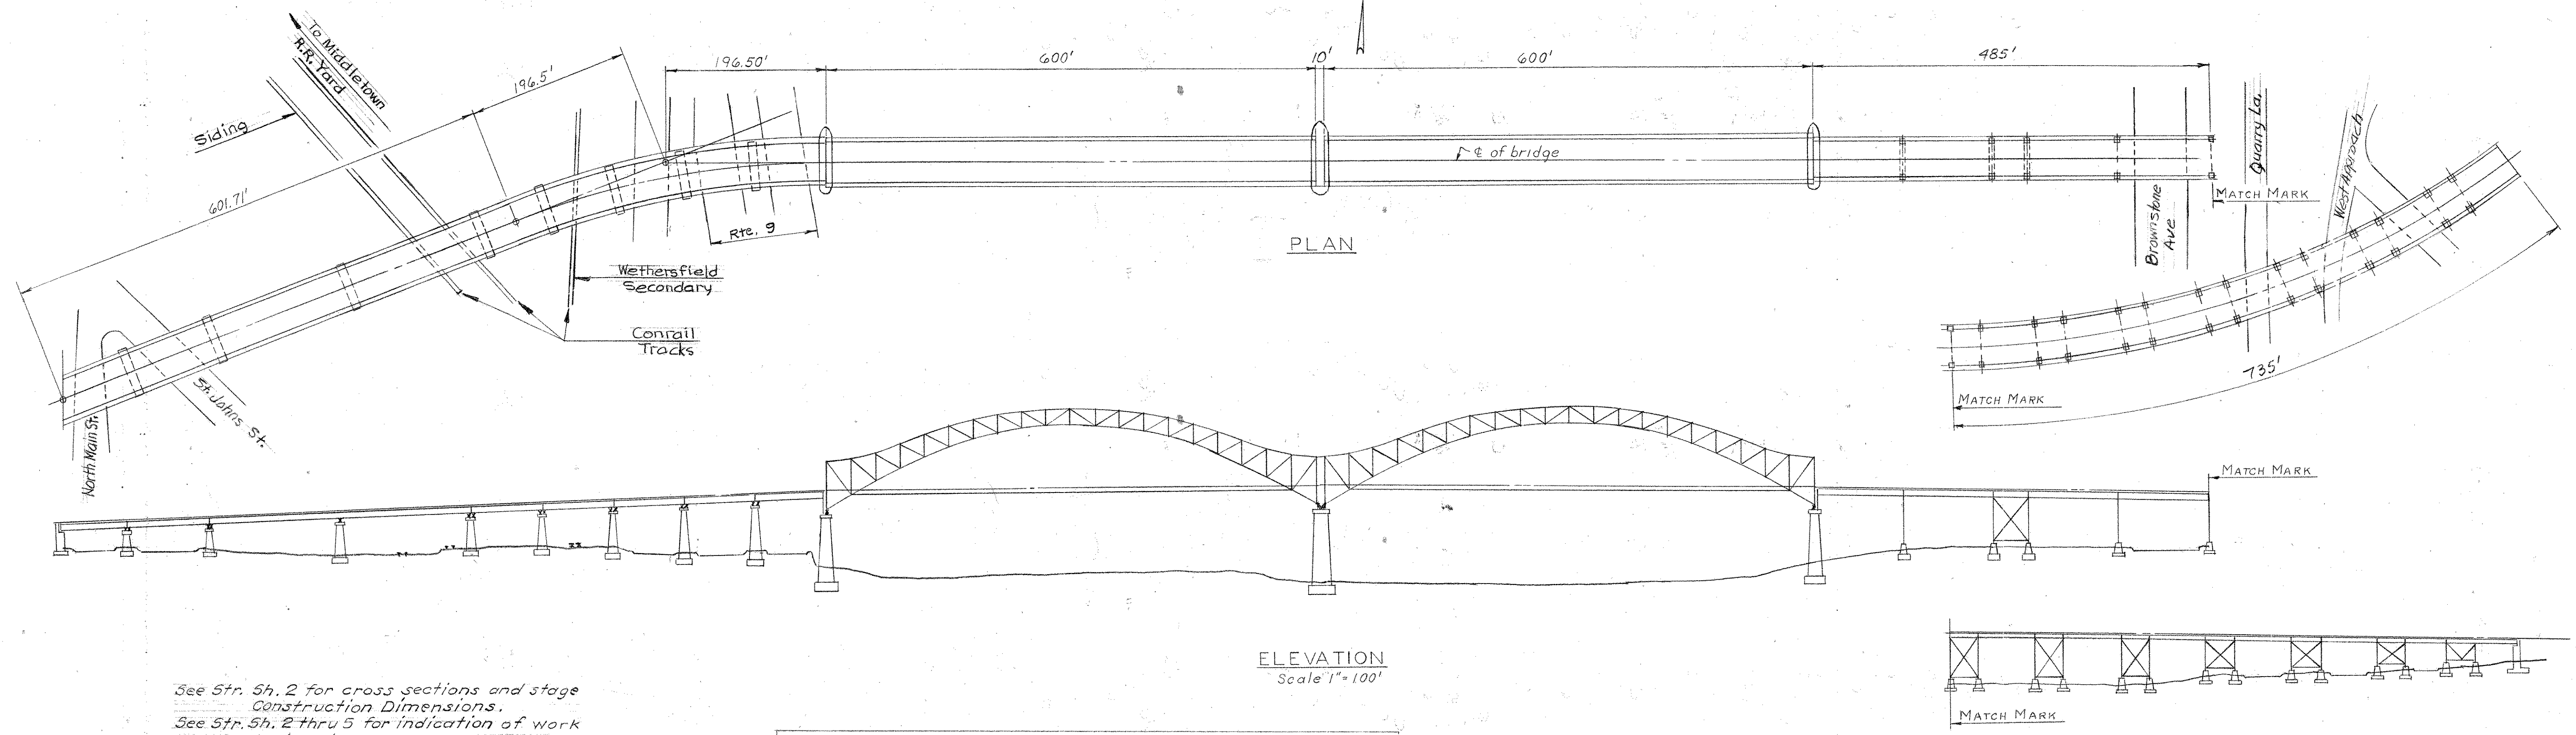 To Middletown
R.R. Yard
Siding
601.71'
196.5'
196.50'
600'
10'
600'
485'
℄ of bridge
Rte. 9
PLAN
Wethersfield
Secondary
Conrail
Tracks
North Main St.
St. Johns St.
Brownstone
Ave
Quarry La.
West Approach
MATCH MARK
735'
MATCH MARK
MATCH MARK
ELEVATION
Scale 1"=100'
MATCH MARK
See Str. Sh. 2 for cross sections and stage
Construction Dimensions.
See Str. Sh. 2 thru 5 for indication of work